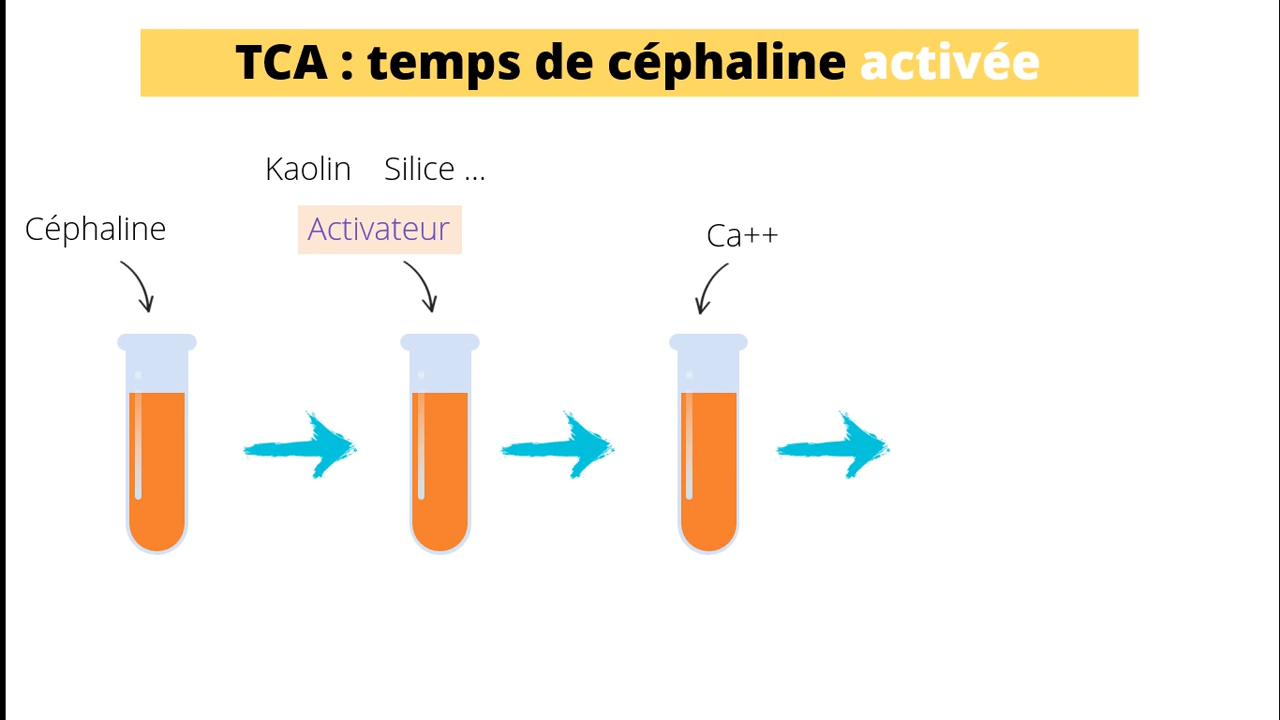 TCA : temps de céphaline activée
Kaolin Silice ...
Céphaline
Activateur
Ca++